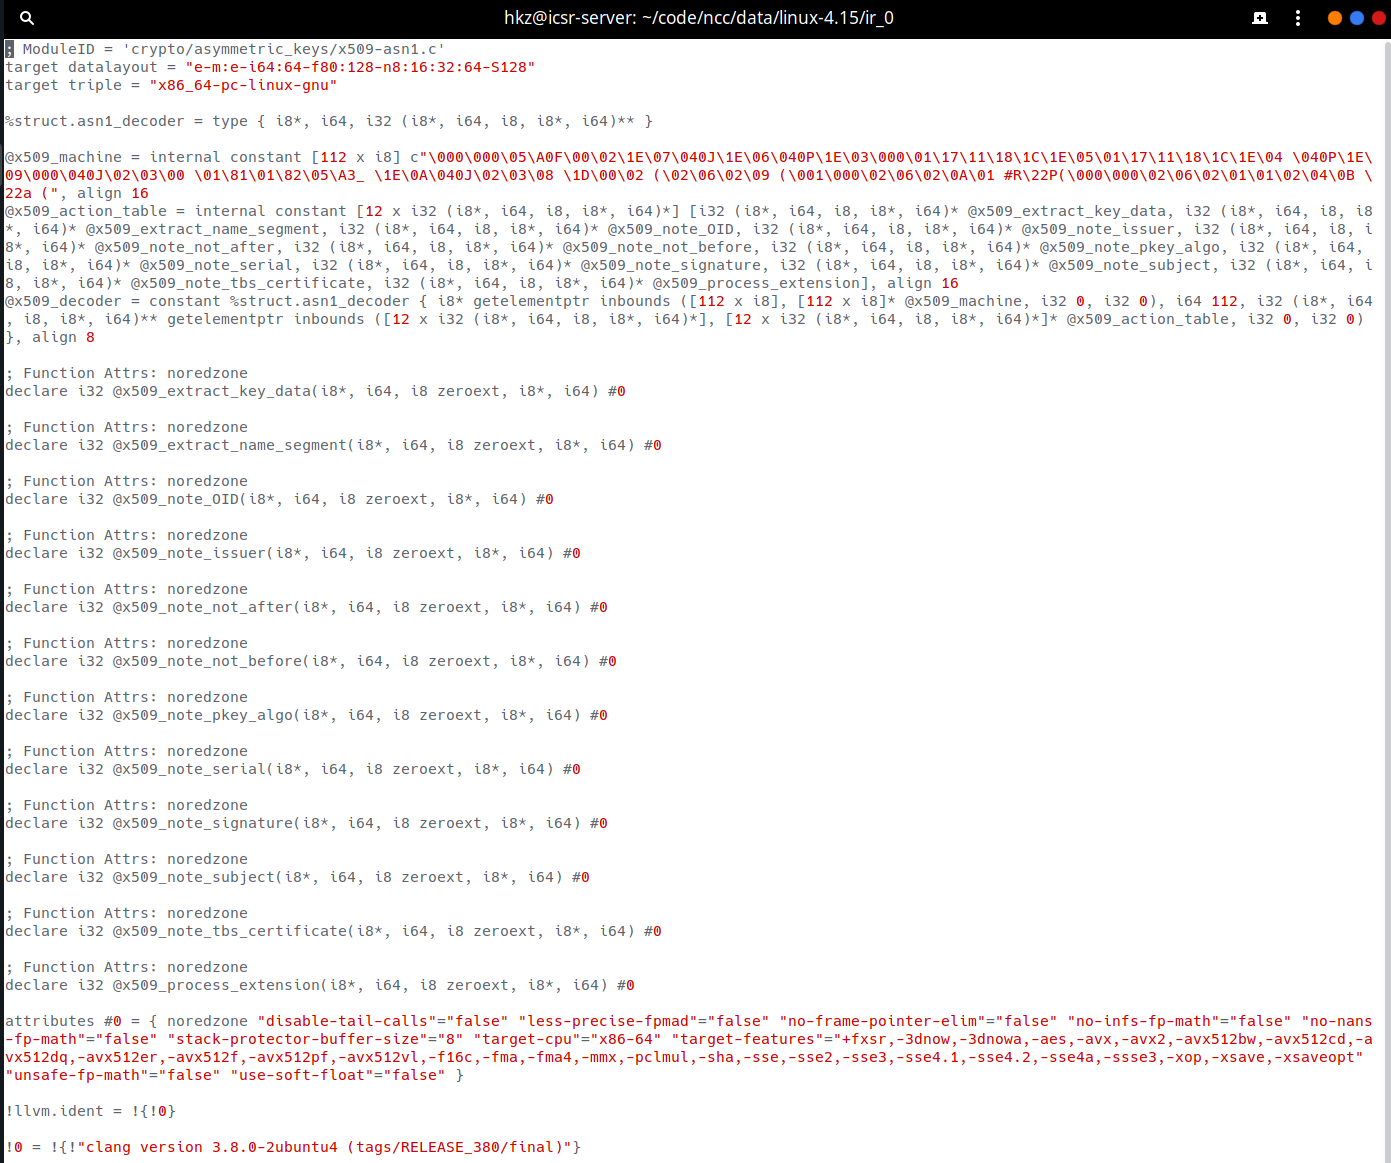 hkz@icsr-server: ~/code/ncc/data/linux-4.15/ir_0
; ModuleID = 'crypto/asymmetric_keys/x509-asn1.c'
target datalayout = "e-m:e-i64:64-f80:128-n8:16:32:64-S128"
target triple = "x86_64-pc-linux-gnu"
%struct.asn1_decoder = type { i8*, i64, i32 (i8*, i64, i8, i8*, i64)** }
@x509_machine = internal constant [112 x i8] c"\000\000\05\A0F\00\02\1E\07\040J\1E\06\040P\1E\03\000\01\17\11\18\1C\1E\05\01\17\11\18\1C\1E\04 \040P\1E\
09\000\040J\02\03\00 \01\81\01\82\05\A3_ \1E\0A\040J\02\03\08 \1D\00\02 (\02\06\02\09 (\001\000\02\06\02\0A\01 #R\22P(\000\000\02\06\02\01\01\02\04\0B \
22a (", align 16
@x509_action_table = internal constant [12 x i32 (i8*, i64, i8, i8*, i64)*] [i32 (i8*, i64, i8, i8*, i64)* @x509_extract_key_data, i32 (i8*, i64, i8, i8
*, i64)* @x509_extract_name_segment, i32 (i8*, i64, i8, i8*, i64)* @x509_note_OID, i32 (i8*, i64, i8, i8*, i64)* @x509_note_issuer, i32 (i8*, i64, i8, i
8*, i64)* @x509_note_not_after, i32 (i8*, i64, i8, i8*, i64)* @x509_note_not_before, i32 (i8*, i64, i8, i8*, i64)* @x509_note_pkey_algo, i32 (i8*, i64,
i8, i8*, i64)* @x509_note_serial, i32 (i8*, i64, i8, i8*, i64)* @x509_note_signature, i32 (i8*, i64, i8, i8*, i64)* @x509_note_subject, i32 (i8*, i64, i
8, i8*, i64)* @x509_note_tbs_certificate, i32 (i8*, i64, i8, i8*, i64)* @x509_process_extension], align 16
@x509_decoder = constant %struct.asn1_decoder { i8* getelementptr inbounds ([112 x i8], [112 x i8]* @x509_machine, i32 0, i32 0), i64 112, i32 (i8*, i64
, i8, i8*, i64)** getelementptr inbounds ([12 x i32 (i8*, i64, i8, i8*, i64)*], [12 x i32 (i8*, i64, i8, i8*, i64)*]* @x509_action_table, i32 0, i32 0)
}, align 8
; Function Attrs: noredzone
declare i32 @x509_extract_key_data(i8*, i64, i8 zeroext, i8*, i64) #0
; Function Attrs: noredzone
declare i32 @x509_extract_name_segment(i8*, i64, i8 zeroext, i8*, i64) #0
; Function Attrs: noredzone
declare i32 @x509_note_OID(i8*, i64, i8 zeroext, i8*, i64) #0
; Function Attrs: noredzone
declare i32 @x509_note_issuer(i8*, i64, i8 zeroext, i8*, i64) #0
; Function Attrs: noredzone
declare i32 @x509_note_not_after(i8*, i64, i8 zeroext, i8*, i64) #0
; Function Attrs: noredzone
declare i32 @x509_note_not_before(i8*, i64, i8 zeroext, i8*, i64) #0
; Function Attrs: noredzone
declare i32 @x509_note_pkey_algo(i8*, i64, i8 zeroext, i8*, i64) #0
; Function Attrs: noredzone
declare i32 @x509_note_serial(i8*, i64, i8 zeroext, i8*, i64) #0
; Function Attrs: noredzone
declare i32 @x509_note_signature(i8*, i64, i8 zeroext, i8*, i64) #0
; Function Attrs: noredzone
declare i32 @x509_note_subject(i8*, i64, i8 zeroext, i8*, i64) #0
; Function Attrs: noredzone
declare i32 @x509_note_tbs_certificate(i8*, i64, i8 zeroext, i8*, i64) #0
; Function Attrs: noredzone
declare i32 @x509_process_extension(i8*, i64, i8 zeroext, i8*, i64) #0
attributes #0 = { noredzone "disable-tail-calls"="false" "less-precise-fpmad"="false" "no-frame-pointer-elim"="false" "no-infs-fp-math"="false" "no-nans
-fp-math"="false" "stack-protector-buffer-size"="8" "target-cpu"="x86-64" "target-features"="+fxsr,-3dnow,-3dnowa,-aes,-avx,-avx2,-avx512bw,-avx512cd,-a
vx512dq,-avx512er,-avx512f,-avx512pf,-avx512vl,-f16c,-fma,-fma4,-mmx,-pclmul,-sha,-sse,-sse2,-sse3,-sse4.1,-sse4.2,-sse4a,-ssse3,-xop,-xsave,-xsaveopt"
"unsafe-fp-math"="false" "use-soft-float"="false" }
!llvm.ident = !{!0}
!0 = !{!"clang version 3.8.0-2ubuntu4 (tags/RELEASE_380/final)"}